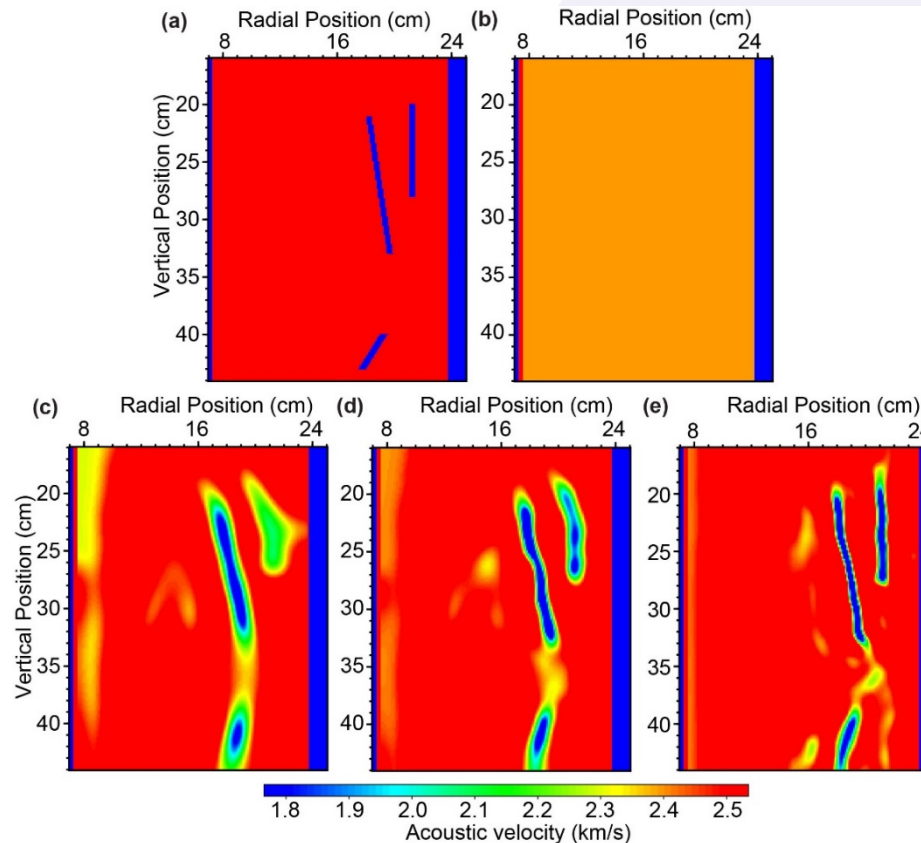 Radial Position (cm)
(a)
8 16 24
Vertical Position (cm)
20
25
30
35
40
Radial Position (cm)
(b)
8 16 24
20
25
30
35
40
(c) Radial Position (cm)
8 16 24
Vertical Position (cm)
20
25
30
35
40
(d) Radial Position (cm)
8 16 24
20
25
30
35
40
(e) Radial Position (cm)
8 16
20
25
30
35
40
1.8 1.9 2.0 2.1 2.2 2.3 2.4 2.5
Acoustic velocity (km/s)